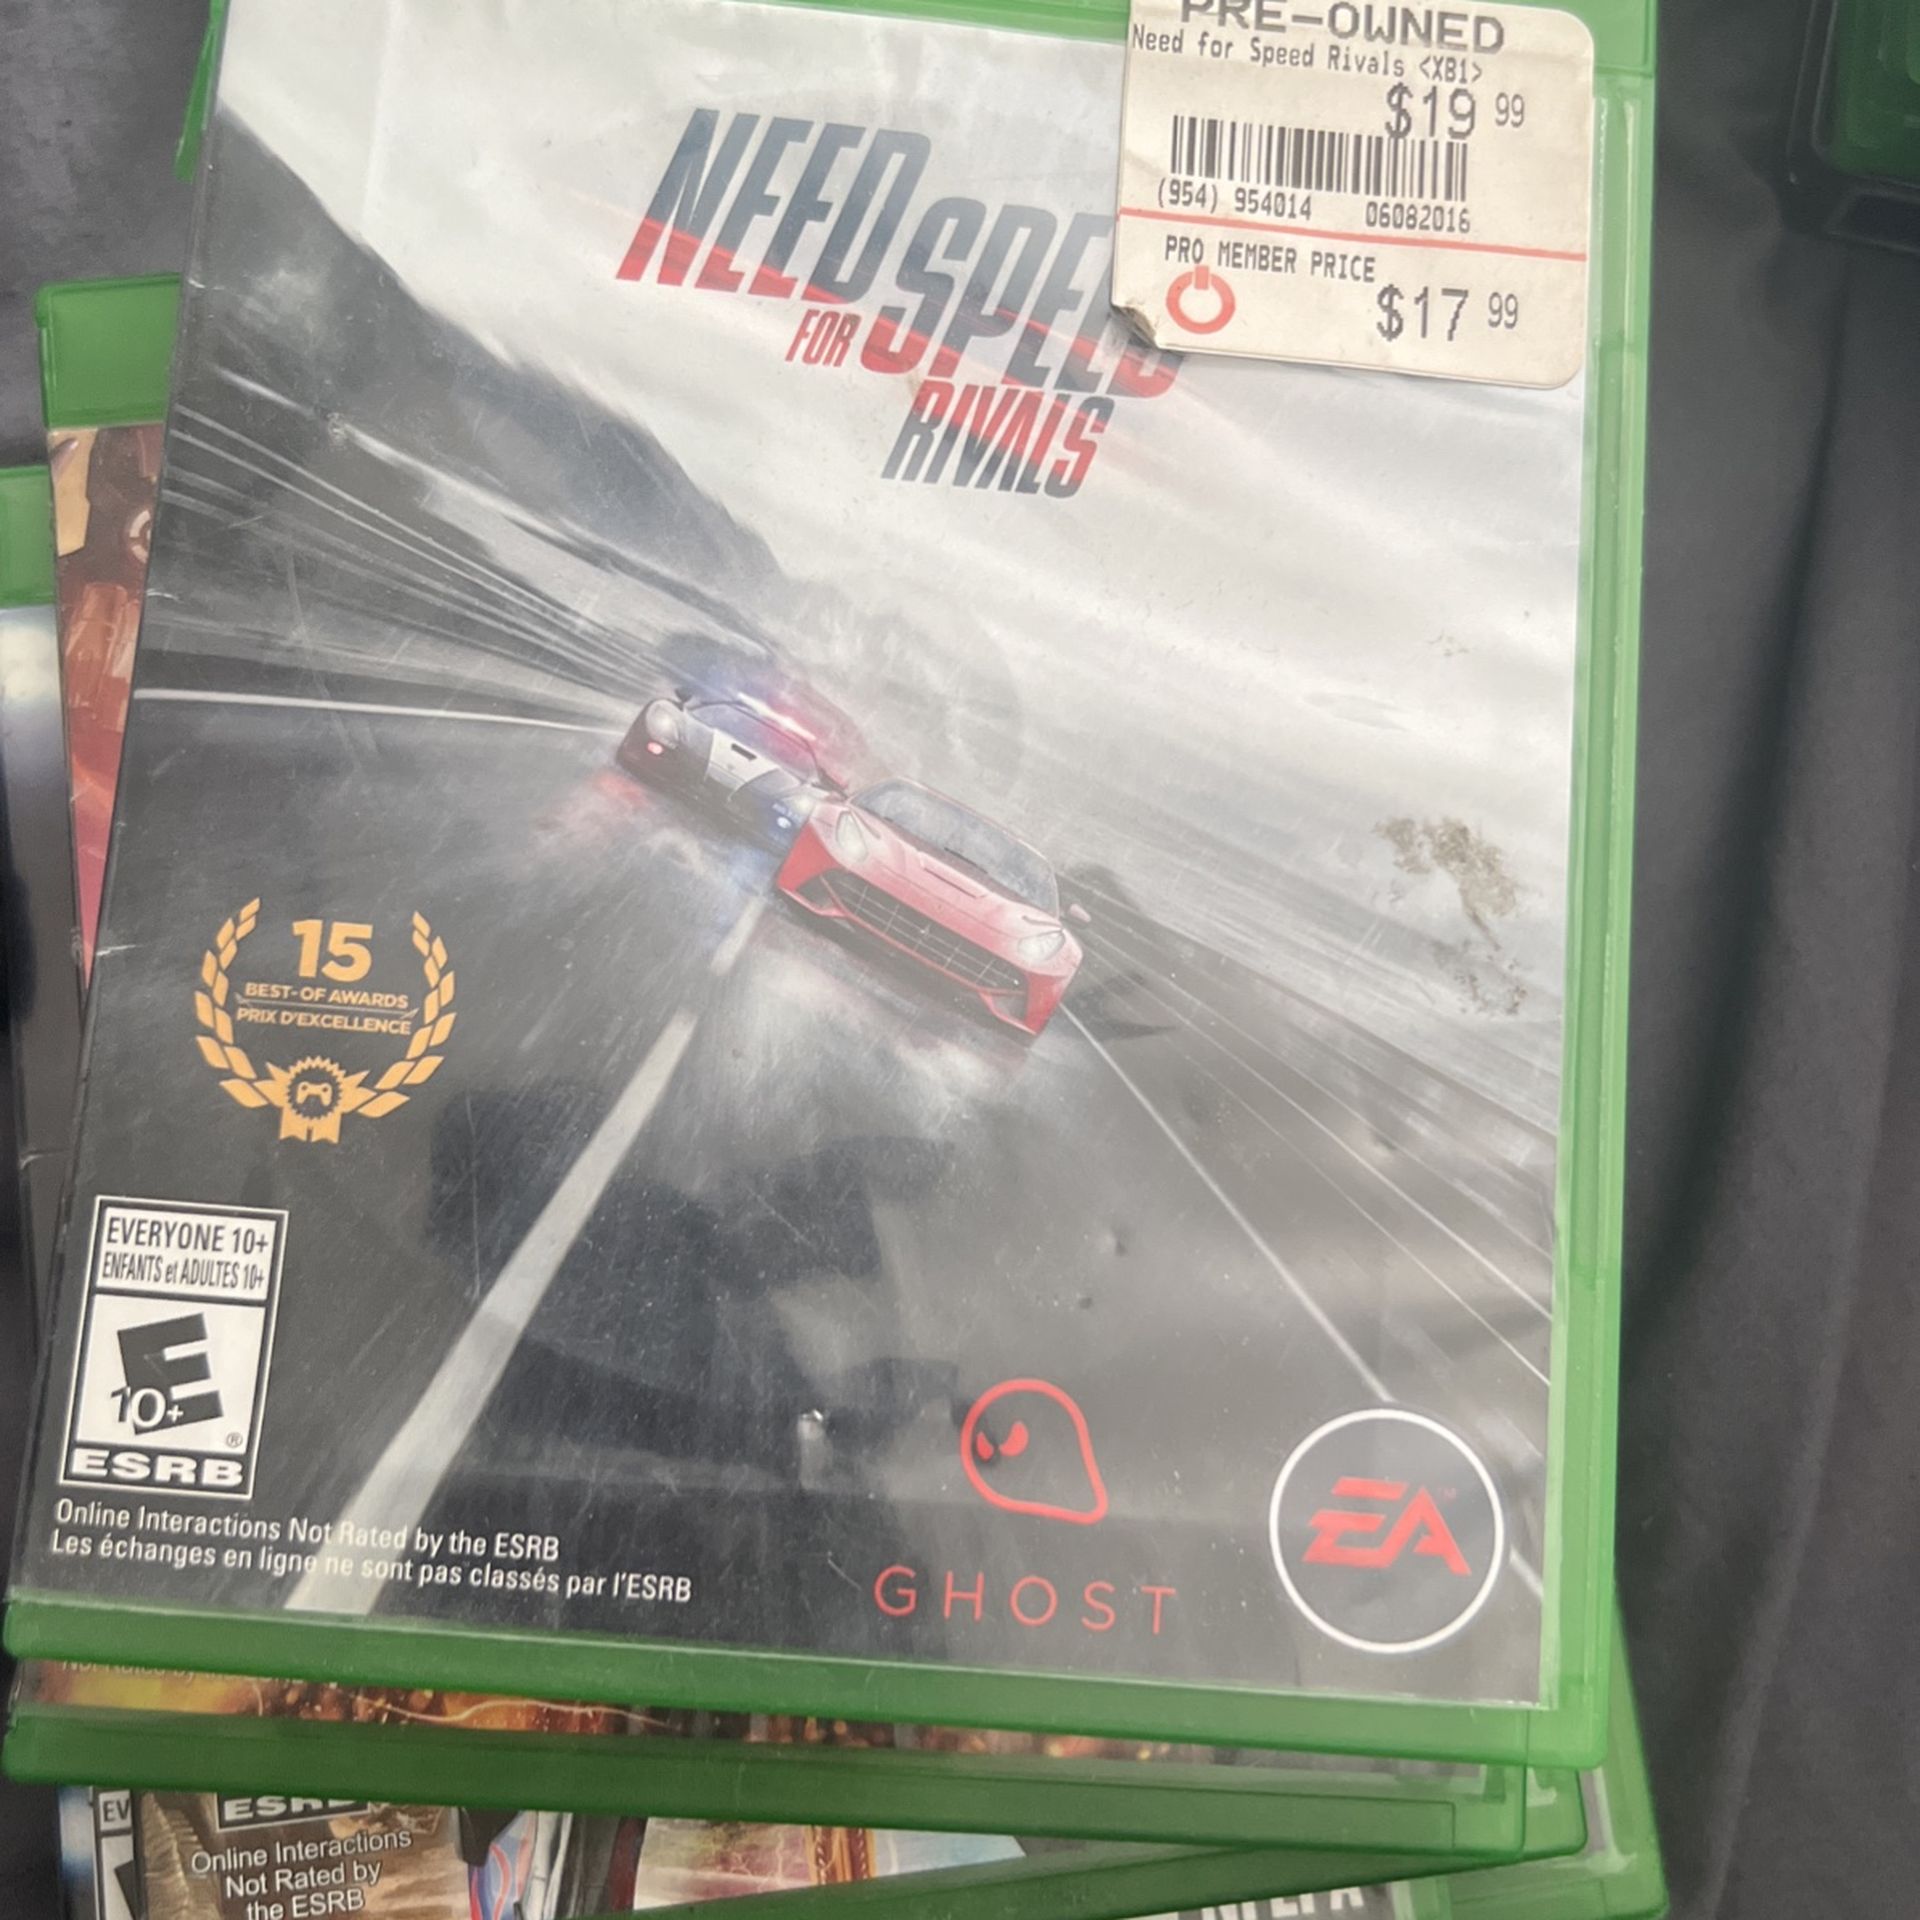 PRE-OWNED
Need for Speed Rivals <XB1>
$19 99
(954) 954014 06082016
PRO MEMBER PRICE
$17 99
NEED
FOR SPEED
RIVALS
15
BEST-OF AWARDS
PRIX D'EXCELLENCE
EVERYONE 10+
ENFANTS et ADULTES 10+
E
10+
®
ESRB
Online Interactions Not Rated by the ESRB
Les échanges en ligne ne sont pas classés par l'ESRB
GHOST
EA
EV
ESRB
Online Interactions
Not Rated by
the ESRB